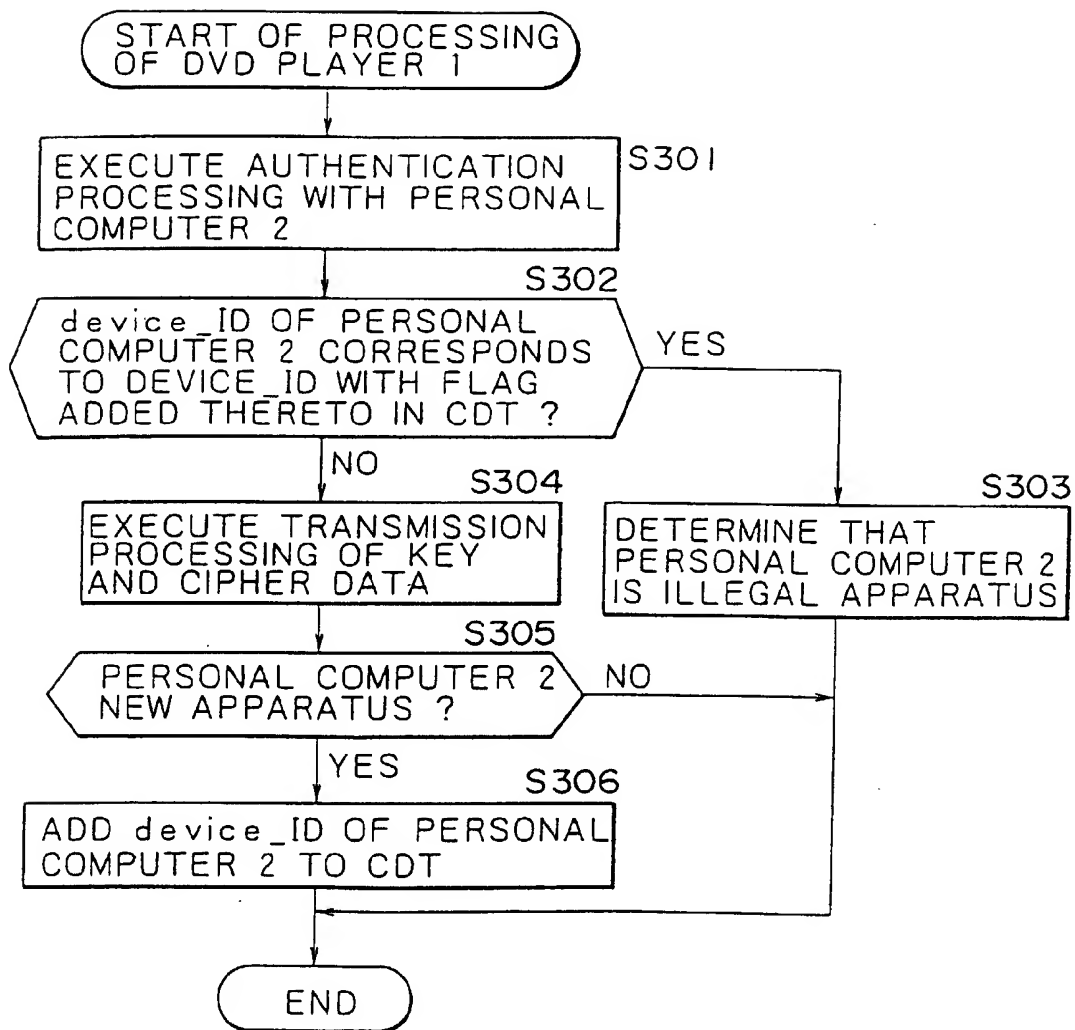 START OF PROCESSING
OF DVD PLAYER 1
EXECUTE AUTHENTICATION
PROCESSING WITH PERSONAL
COMPUTER 2
S301
S302
device_ID OF PERSONAL
COMPUTER 2 CORRESPONDS
TO DEVICE_ID WITH FLAG
ADDED THERETO IN CDT ?
YES
NO
S304
EXECUTE TRANSMISSION
PROCESSING OF KEY
AND CIPHER DATA
S303
DETERMINE THAT
PERSONAL COMPUTER 2
IS ILLEGAL APPARATUS
S305
PERSONAL COMPUTER 2
NEW APPARATUS ?
NO
YES
S306
ADD device_ID OF PERSONAL
COMPUTER 2 TO CDT
END